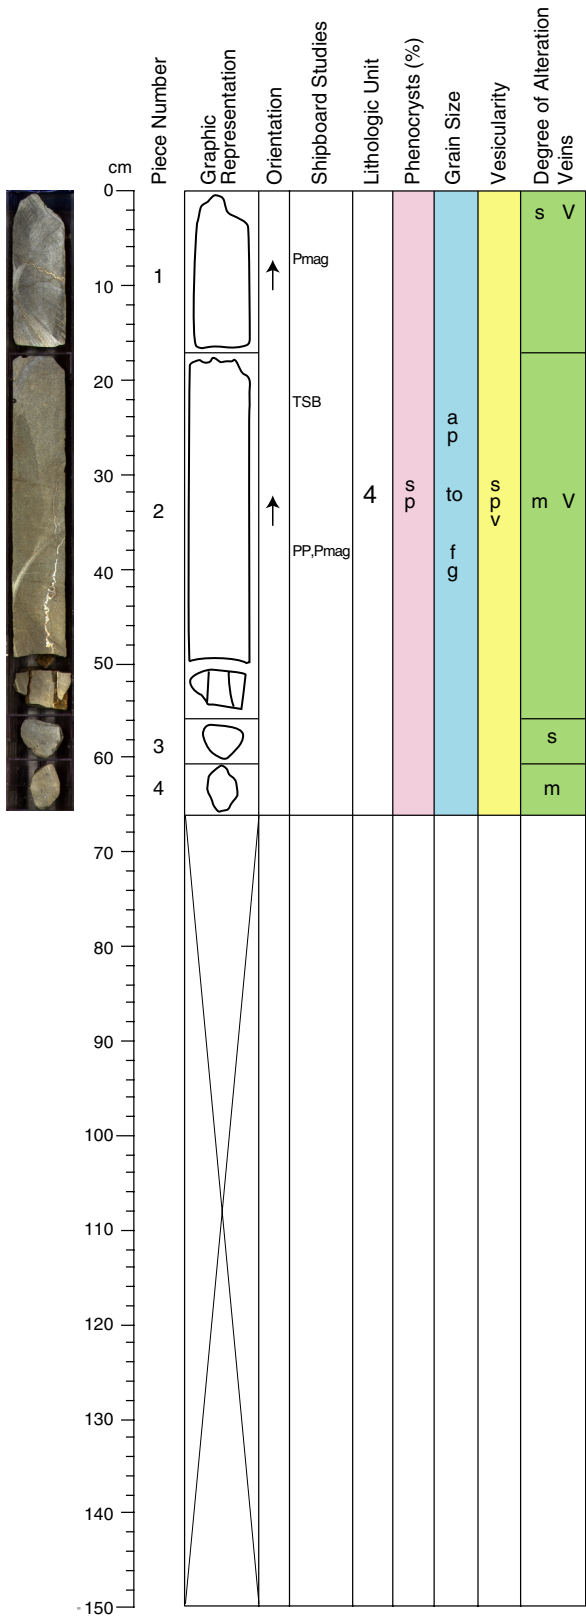 cm
Piece Number
Graphic
Representation
Orientation
Shipboard Studies
Lithologic Unit
Phenocrysts (%)
Grain Size
Vesicularity
Degree of Alteration
Veins
0
s V
Pmag
1
10
20
TSB
a
p
30
s
p
s
p
v
4
to
m V
2
PP,Pmag
f
g
40
50
s
3
60
4
m
70
80
90
100
110
120
130
140
150